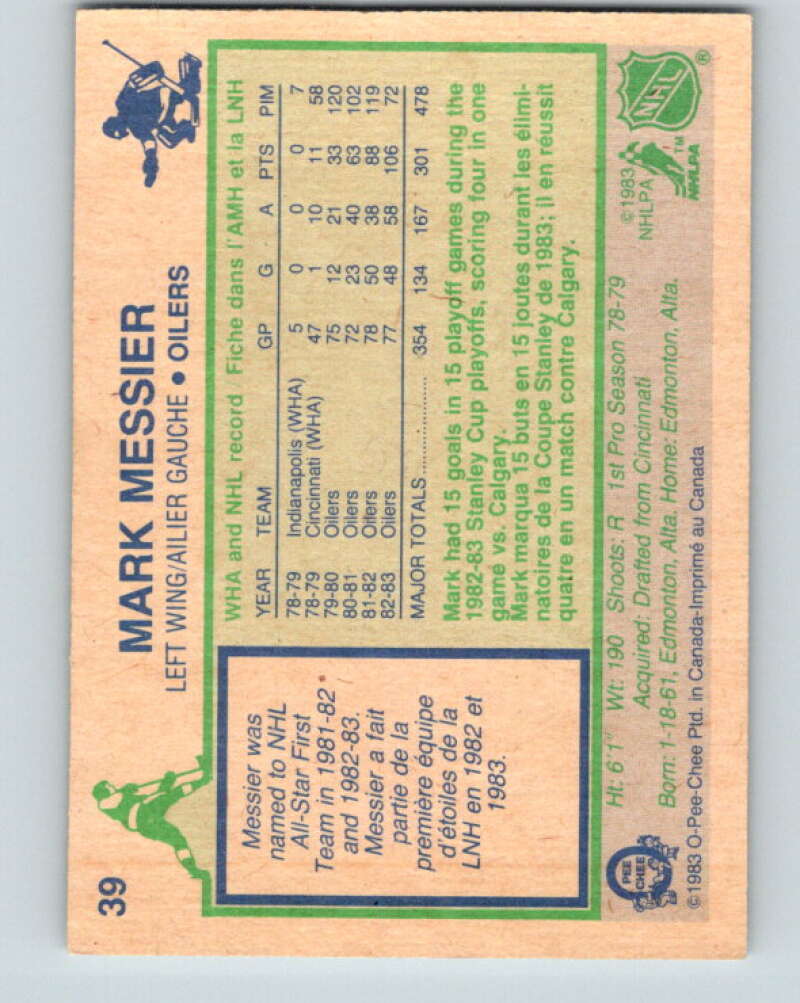 39
MARK MESSIER
LEFT WING/AILIER GAUCHE • OILERS
Messier was
named to NHL
All-Star First
Team in 1981-82
and 1982-83.
Messier a fait
partie de la
première équipe
d'étoiles de la
LNH en 1982 et
1983.
WHA and NHL record / Fiche dans l'AMH et la LNH
YEAR TEAM GP G A PTS PIM
78-79 Indianapolis (WHA) 5 0 0 0 7
78-79 Cincinnati (WHA) 47 1 10 11 58
79-80 Oilers 75 12 21 33 120
80-81 Oilers 72 23 40 63 102
81-82 Oilers 78 50 38 88 119
82-83 Oilers 77 48 58 106 72
MAJOR TOTALS 354 134 167 301 478
Mark had 15 goals in 15 playoff games during the
1982-83 Stanley Cup playoffs, scoring four in one
game vs. Calgary.
Mark marqua 15 buts en 15 joutes durant les élimi-
natoires de la Coupe Stanley de 1983; il en réussit
quatre en un match contre Calgary.
Ht: 6'1" Wt: 190 Shoots: R 1st Pro Season 78-79
Acquired: Drafted from Cincinnati
Born: 1-18-61, Edmonton, Alta. Home: Edmonton, Alta.
©1983 O-Pee-Chee Ptd. in Canada-Imprimé au Canada
O
PEE
CHEE
©1983
NHLPA
NHLPA
TM
NHL
®